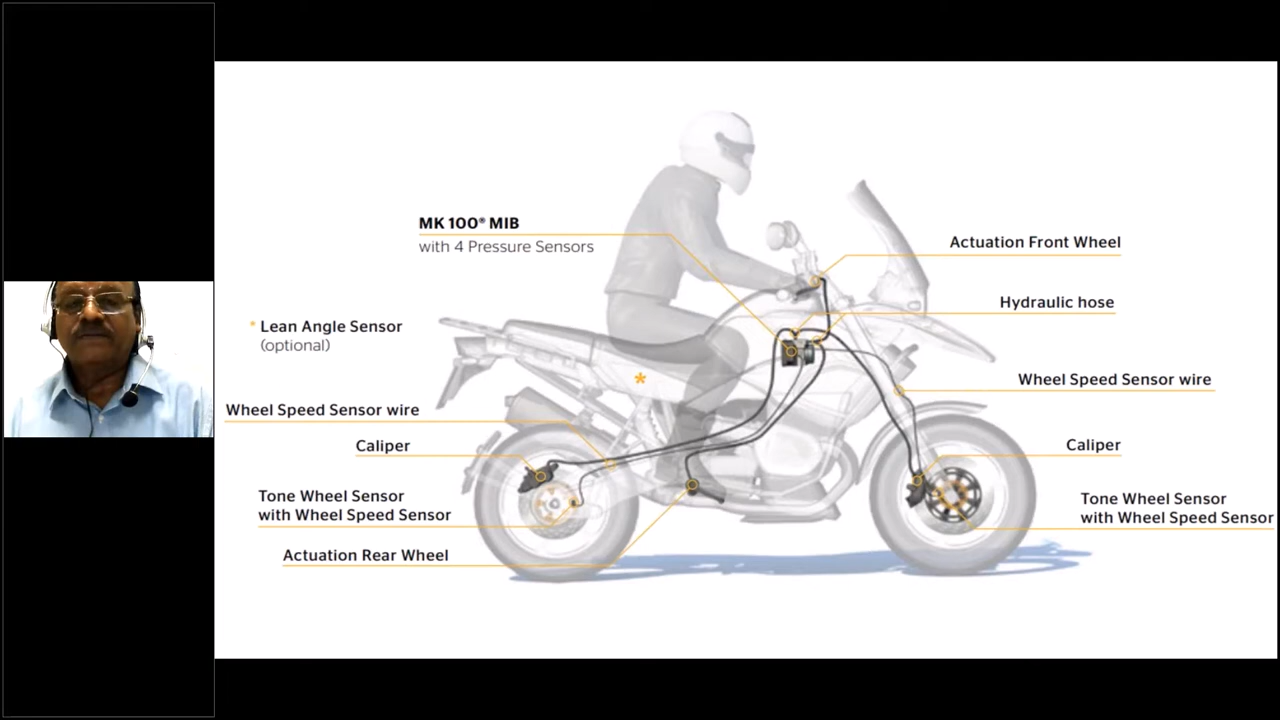 MK 100® MIB
with 4 Pressure Sensors
Actuation Front Wheel
Hydraulic hose
* Lean Angle Sensor
(optional)
Wheel Speed Sensor wire
*
Wheel Speed Sensor wire
Caliper
Caliper
Tone Wheel Sensor
with Wheel Speed Sensor
Tone Wheel Sensor
with Wheel Speed Sensor
Actuation Rear Wheel